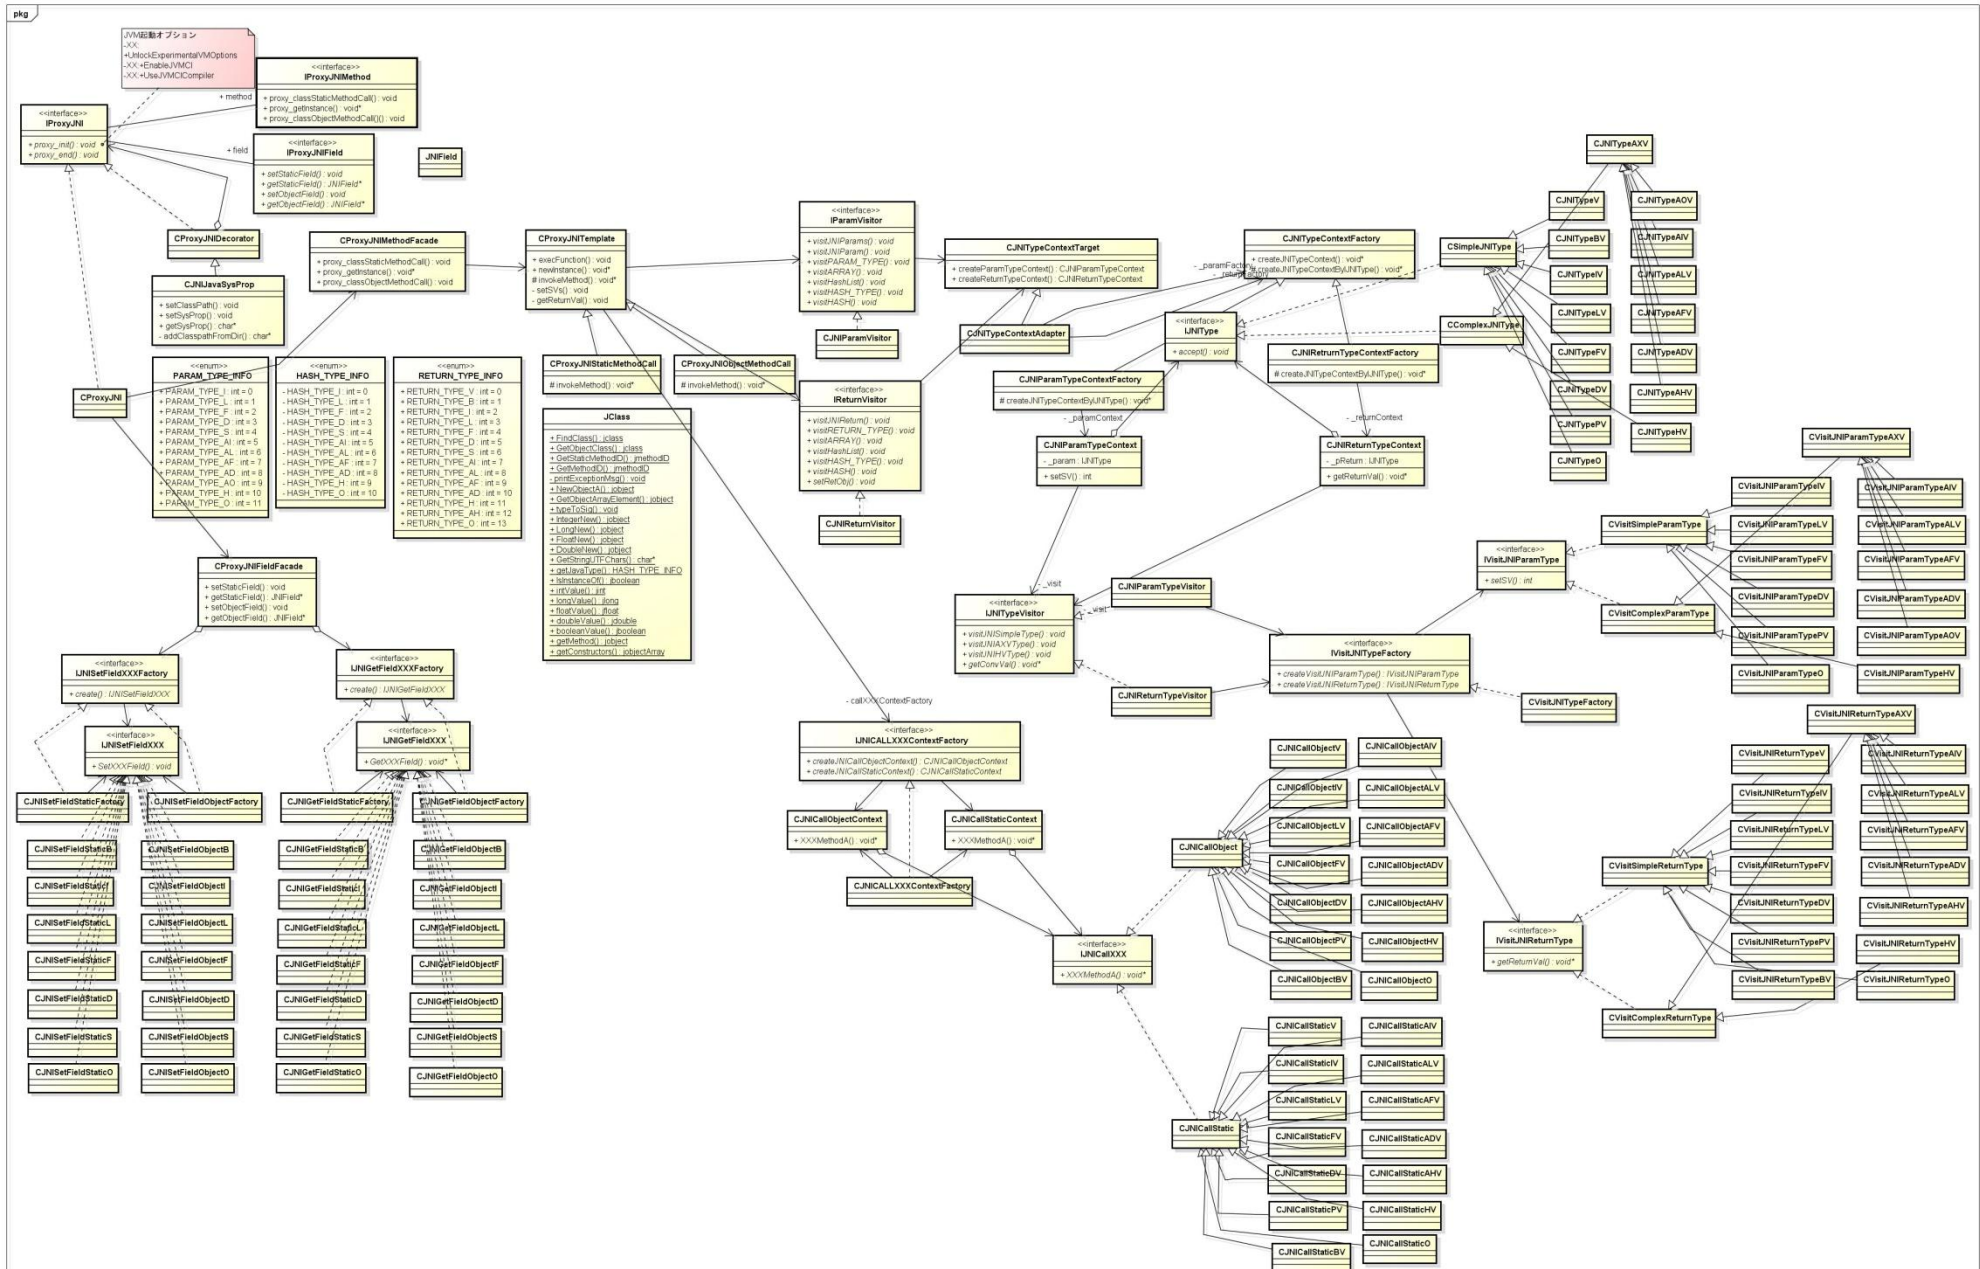 pkg
JVM起動オプション
-XX:
+UnlockExperimentalVMOptions
-XX:+EnableJVMCI
-XX:+UseJVMCICompiler
<<interface>>
IProxyJNIMethod
+ proxy_classStaticMethodCall() : void
+ proxy_getInstance() : void*
+ proxy_classObjectMethodCall()() : void
+ method
<<interface>>
IProxyJNI
+ proxy_init() : void
+ proxy_end() : void
+ field
<<interface>>
IProxyJNIField
+ setStaticField() : void
+ getStaticField() : JNIField*
+ setObjectField() : void
+ getObjectField() : JNIField*
JNIField
CProxyJNIDecorator
CJNIJavaSysProp
+ setClassPath() : void
+ setSysProp() : void
+ getSysProp() : char*
- addClasspathFromDir() : char*
CProxyJNIMethodFacade
+ proxy_classStaticMethodCall() : void
+ proxy_getInstance() : void*
+ proxy_classObjectMethodCall() : void
CProxyJNITemplate
+ execFunction() : void
+ newInstance() : void*
# invokeMethod() : void*
- setSVs() : void
- getReturnVal() : void
<<interface>>
IParamVisitor
+ visitJNIParams() : void
+ visitJNIParam() : void
+ visitPARAM_TYPE() : void
+ visitARRAY() : void
+ visitHashList() : void
+ visitHASH_TYPE() : void
+ visitHASH() : void
CJNIParamVisitor
CJNITypeContextTarget
+ createParamTypeContext() : CJNIParamTypeContext
+ createReturnContext() : CJNIReturnTypeContext
CJNITypeContextAdapter
- _paramFactory
- _returnFactory
CJNITypeContextFactory
+ createJNITypeContext() : void*
# createJNITypeContextByIJNIType() : void*
<<interface>>
IJNIType
+ accept() : void
CJNIRetrurnTypeContextFactory
# createJNITypeContextByIJNIType() : void*
CJNIParamTypeContextFactory
# createJNITypeContextByIJNIType() : void*
- _paramContext
CJNIParamTypeContext
- _param : IJNIType
+ setSV() : int
- _returnContext
CJNIReturnTypeContext
- _pReturn : IJNIType
+ getReturnVal() : void*
CSimpleJNIType
CComplexJNIType
CJNITypeAXV
CJNITypeV
CJNITypeBV
CJNITypeIV
CJNITypeLV
CJNITypeFV
CJNITypeDV
CJNITypePV
CJNITypeO
CJNITypeAOV
CJNITypeAIV
CJNITypeALV
CJNITypeAFV
CJNITypeADV
CJNITypeAHV
CJNITypeHV
CProxyJNI
<<enum>>
PARAM_TYPE_INFO
+ PARAM_TYPE_I : int = 0
+ PARAM_TYPE_L : int = 1
+ PARAM_TYPE_F : int = 2
+ PARAM_TYPE_D : int = 3
+ PARAM_TYPE_S : int = 4
+ PARAM_TYPE_AI : int = 5
+ PARAM_TYPE_AL : int = 6
+ PARAM_TYPE_AF : int = 7
+ PARAM_TYPE_AD : int = 8
+ PARAM_TYPE_AO : int = 9
+ PARAM_TYPE_H : int = 10
+ PARAM_TYPE_O : int = 11
<<enum>>
HASH_TYPE_INFO
- HASH_TYPE_I : int = 0
- HASH_TYPE_L : int = 1
- HASH_TYPE_F : int = 2
- HASH_TYPE_D : int = 3
- HASH_TYPE_S : int = 4
- HASH_TYPE_AI : int = 5
- HASH_TYPE_AL : int = 6
- HASH_TYPE_AF : int = 7
- HASH_TYPE_AD : int = 8
- HASH_TYPE_H : int = 9
- HASH_TYPE_O : int = 10
<<enum>>
RETURN_TYPE_INFO
+ RETURN_TYPE_V : int = 0
+ RETURN_TYPE_B : int = 1
+ RETURN_TYPE_I : int = 2
+ RETURN_TYPE_L : int = 3
+ RETURN_TYPE_F : int = 4
+ RETURN_TYPE_D : int = 5
+ RETURN_TYPE_S : int = 6
+ RETURN_TYPE_AI : int = 7
+ RETURN_TYPE_AL : int = 8
+ RETURN_TYPE_AF : int = 9
+ RETURN_TYPE_AD : int = 10
+ RETURN_TYPE_H : int = 11
+ RETURN_TYPE_AH : int = 12
+ RETURN_TYPE_O : int = 13
CProxyJNIStaticMethodCall
# invokeMethod() : void*
CProxyJNIObjectMethodCall
# invokeMethod() : void*
<<interface>>
IReturnVisitor
+ visitJNIReturn() : void
+ visitRETURN_TYPE() : void
+ visitARRAY() : void
+ visitHashList() : void
+ visitHASH_TYPE() : void
+ visitHASH() : void
+ setRetObj() : void
CJNIReturnVisitor
JClass
+ FindClass() : jclass
+ GetObjectClass() : jclass
+ GetStaticMethodID() : jmethodID
+ GetMethodID() : jmethodID
- printExceptionMsg() : void
+ NewObjectA() : jobject
+ GetObjectArrayElement() : jobject
+ typeToSig() : void
+ IntegerNew() : jobject
+ LongNew() : jobject
+ FloatNew() : jobject
+ DoubleNew() : jobject
+ GetStringUTFChars() : char*
+ getJavaType() : HASH_TYPE_INFO
+ IsInstanceOf() : jboolean
+ intValue() : jint
+ longValue() : jlong
+ floatValue() : jfloat
+ doubleValue() : jdouble
+ booleanValue() : jboolean
+ getMethod() : jobject
+ getConstructors() : jobjectArray
CProxyJNIFieldFacade
+ setStaticField() : void
+ getStaticField() : JNIField*
+ setObjectField() : void
+ getObjectField() : JNIField*
<<interface>>
IJNISetFieldXXXFactory
+ create() : IJNISetFieldXXX
<<interface>>
IJNIGetFieldXXXFactory
+ create() : IJNIGetFieldXXX
<<interface>>
IJNISetFieldXXX
+ SetXXXField() : void
<<interface>>
IJNIGetFieldXXX
+ GetXXXField() : void*
CJNISetFieldStaticFactory
CJNISetFieldObjectFactory
CJNIGetFieldStaticFactory
CJNIGetFieldObjectFactory
CJNISetFieldStaticB
CJNISetFieldObjectB
CJNIGetFieldStaticB
CJNIGetFieldObjectB
CJNISetFieldStaticI
CJNISetFieldObjectI
CJNIGetFieldStaticI
CJNIGetFieldObjectI
CJNISetFieldStaticL
CJNISetFieldObjectL
CJNIGetFieldStaticL
CJNIGetFieldObjectL
CJNISetFieldStaticF
CJNISetFieldObjectF
CJNIGetFieldStaticF
CJNIGetFieldObjectF
CJNISetFieldStaticD
CJNISetFieldObjectD
CJNIGetFieldStaticD
CJNIGetFieldObjectD
CJNISetFieldStaticS
CJNISetFieldObjectS
CJNIGetFieldStaticS
CJNIGetFieldObjectS
CJNISetFieldStaticO
CJNISetFieldObjectO
CJNIGetFieldStaticO
CJNIGetFieldObjectO
- _visit
- _visit
<<interface>>
IJNITypeVisitor
+ visitJNISimpleType() : void
+ visitJNIAXVType() : void
+ visitJNIHVType() : void
+ getConvVal() : void*
CJNIParamTypeVisitor
CJNIReturnTypeVisitor
<<interface>>
IVisitJNITypeFactory
+ createVisitJNIParamType() : IVisitJNIParamType
+ createVisitJNIReturnType() : IVisitJNIReturnType
CVisitJNITypeFactory
<<interface>>
IVisitJNIParamType
+ setSV() : int
CVisitSimpleParamType
CVisitComplexParamType
CVisitJNIParamTypeAXV
CVisitJNIParamTypeIV
CVisitJNIParamTypeLV
CVisitJNIParamTypeFV
CVisitJNIParamTypeDV
CVisitJNIParamTypePV
CVisitJNIParamTypeO
CVisitJNIParamTypeAIV
CVisitJNIParamTypeALV
CVisitJNIParamTypeAFV
CVisitJNIParamTypeADV
CVisitJNIParamTypeAOV
CVisitJNIParamTypeHV
- callXXXContextFactory
<<interface>>
IJNICALLXXXContextFactory
+ createJNICallObjectContext() : CJNICallObjectContext
+ createJNICallStaticContext() : CJNICallStaticContext
CJNICallObjectContext
+ XXXMethodA() : void*
CJNICallStaticContext
+ XXXMethodA() : void*
CJNICALLXXXContextFactory
<<interface>>
IJNICallXXX
+ XXXMethodA() : void*
CJNICallObject
CJNICallObjectV
CJNICallObjectIV
CJNICallObjectLV
CJNICallObjectFV
CJNICallObjectDV
CJNICallObjectPV
CJNICallObjectBV
CJNICallObjectAIV
CJNICallObjectALV
CJNICallObjectAFV
CJNICallObjectADV
CJNICallObjectAHV
CJNICallObjectHV
CJNICallObjectO
CJNICallStatic
CJNICallStaticV
CJNICallStaticIV
CJNICallStaticLV
CJNICallStaticFV
CJNICallStaticDV
CJNICallStaticPV
CJNICallStaticBV
CJNICallStaticAIV
CJNICallStaticALV
CJNICallStaticAFV
CJNICallStaticADV
CJNICallStaticAHV
CJNICallStaticHV
CJNICallStaticO
<<interface>>
IVisitJNIReturnType
+ getReturnVal() : void*
CVisitSimpleReturnType
CVisitComplexReturnType
CVisitJNIReturnTypeAXV
CVisitJNIReturnTypeV
CVisitJNIReturnTypeIV
CVisitJNIReturnTypeLV
CVisitJNIReturnTypeFV
CVisitJNIReturnTypeDV
CVisitJNIReturnTypePV
CVisitJNIReturnTypeBV
CVisitJNIReturnTypeAIV
CVisitJNIReturnTypeALV
CVisitJNIReturnTypeAFV
CVisitJNIReturnTypeADV
CVisitJNIReturnTypeAHV
CVisitJNIReturnTypeHV
CVisitJNIReturnTypeO